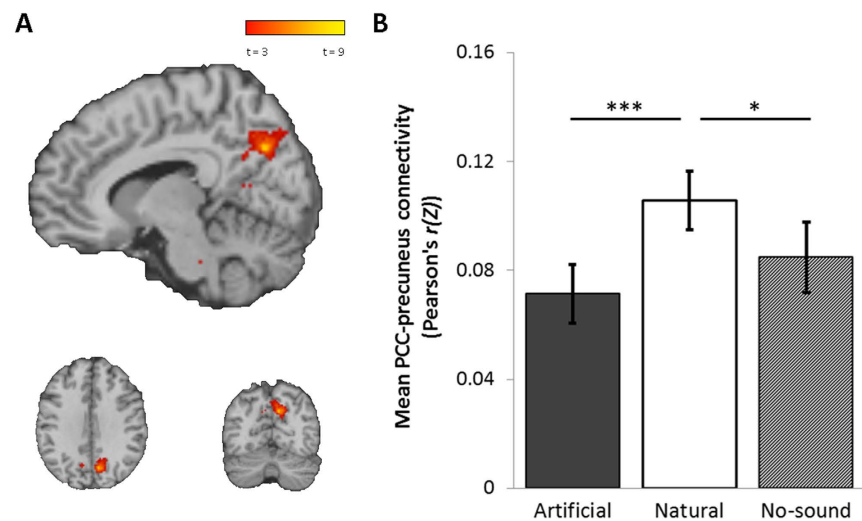 A
t = 3
t = 9
B
Mean PCC-precuneus connectivity
(Pearson's r(Z))
0.16
0.12
0.08
0.04
0
***
*
Artificial
Natural
No-sound